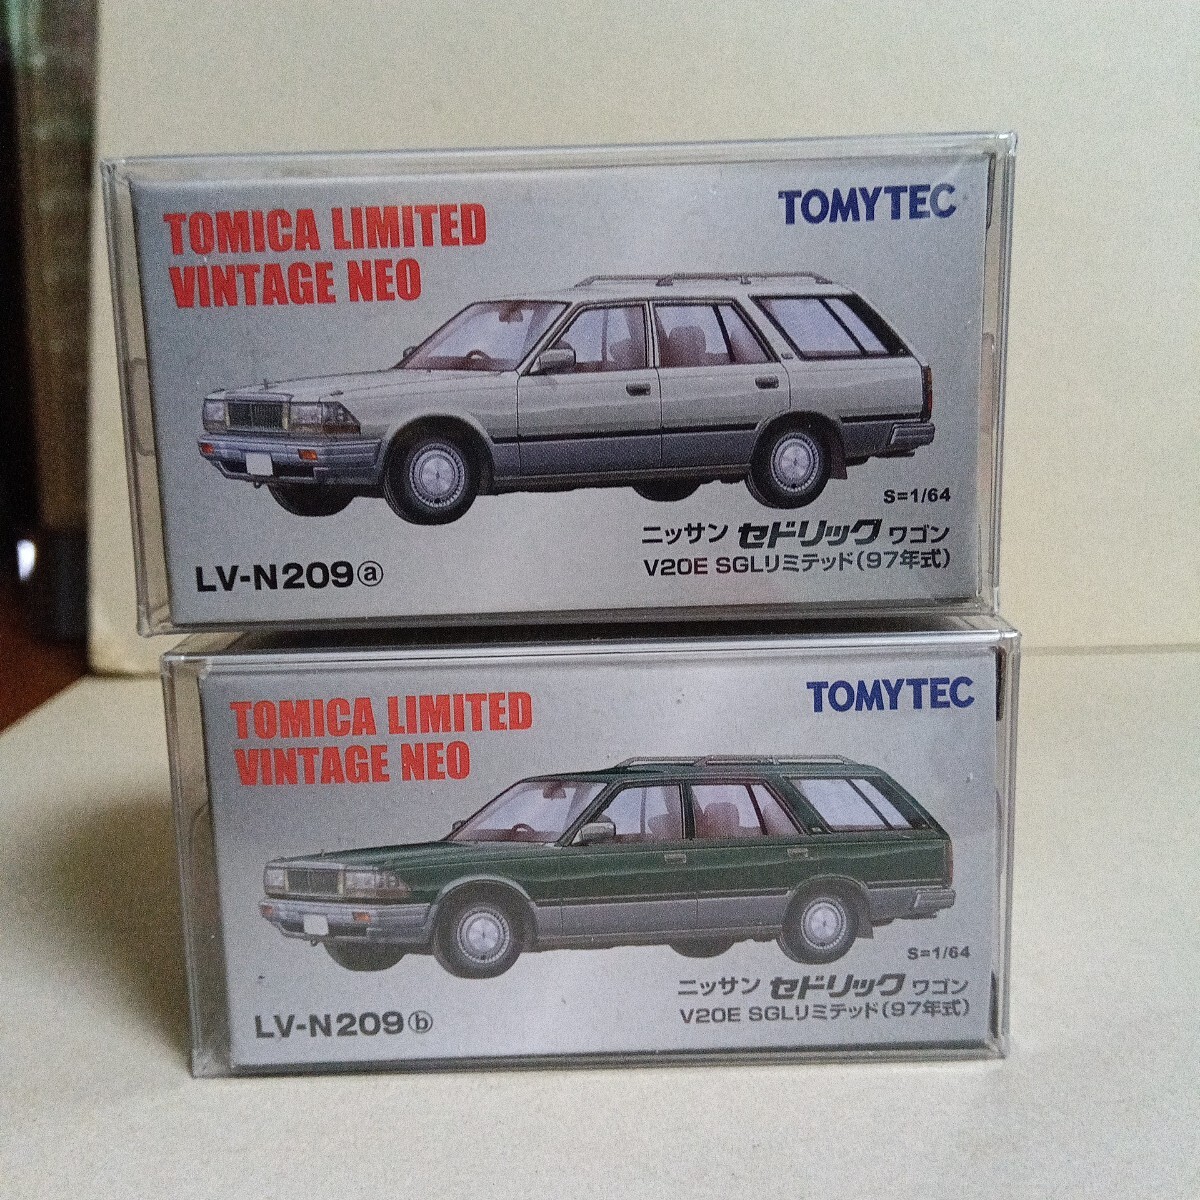 TOMICA LIMITED
VINTAGE NEO
TOMYTEC
S=1/64
ニッサン セドリック ワゴン
V20E SGLリミテッド(97年式)
LV-N209ⓐ
TOMICA LIMITED
VINTAGE NEO
TOMYTEC
S=1/64
ニッサン セドリック ワゴン
V20E SGLリミテッド(97年式)
LV-N209ⓑ